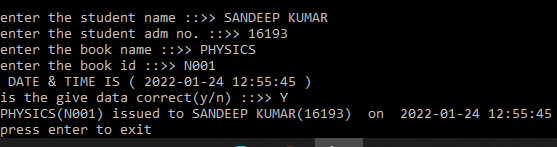 enter the student name ::>> SANDEEP KUMAR
enter the student adm no. ::>> 16193
enter the book name ::>> PHYSICS
enter the book id ::>> N001
 DATE & TIME IS ( 2022-01-24 12:55:45 )
is the give data correct(y/n) ::>> Y
PHYSICS(N001) issued to SANDEEP KUMAR(16193)  on  2022-01-24 12:55:45
press enter to exit